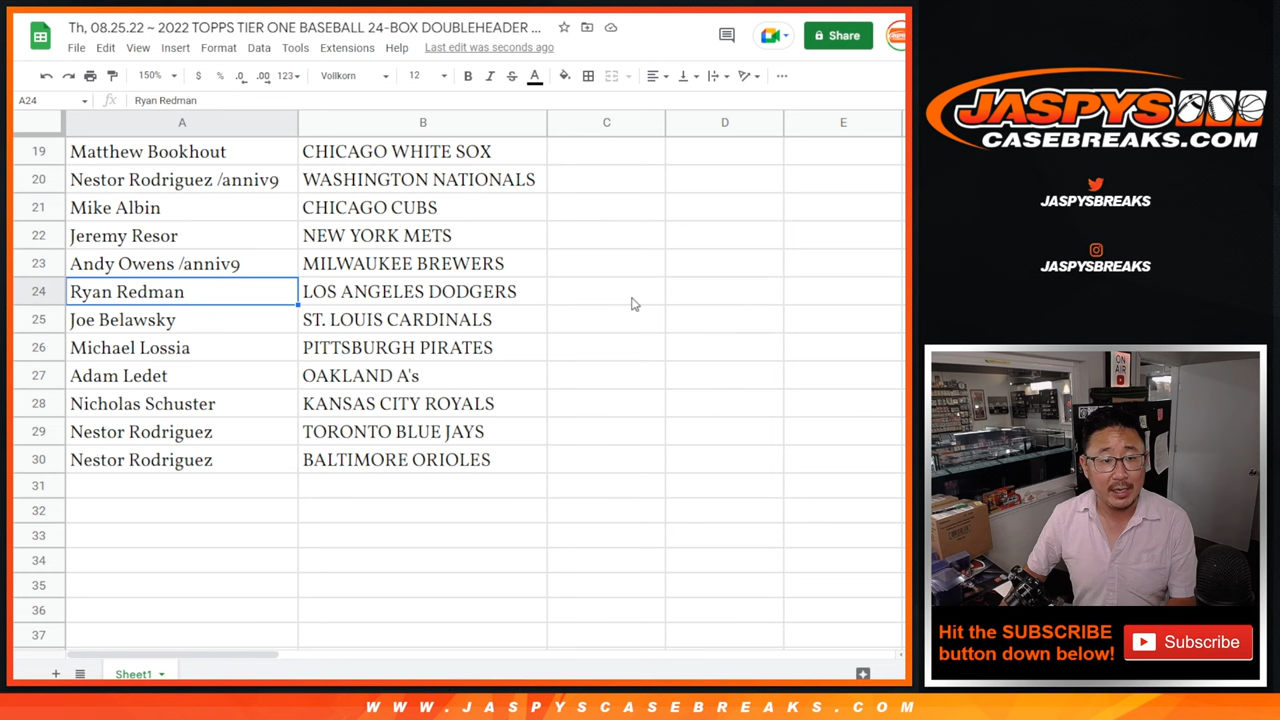 Th, 08.25.22 ~ 2022 TOPPS TIER ONE BASEBALL 24-BOX DOUBLEHEADER ...
File Edit View Insert Format Data Tools Extensions Help Last edit was seconds ago
Share
150% $ % .0 .00 123 Vollkorn 12 B I S A
A24 fx Ryan Redman
A B C D E
19 Matthew Bookhout CHICAGO WHITE SOX
20 Nestor Rodriguez /anniv9 WASHINGTON NATIONALS
21 Mike Albin CHICAGO CUBS
22 Jeremy Resor NEW YORK METS
23 Andy Owens /anniv9 MILWAUKEE BREWERS
24 Ryan Redman LOS ANGELES DODGERS
25 Joe Belawsky ST. LOUIS CARDINALS
26 Michael Lossia PITTSBURGH PIRATES
27 Adam Ledet OAKLAND A's
28 Nicholas Schuster KANSAS CITY ROYALS
29 Nestor Rodriguez TORONTO BLUE JAYS
30 Nestor Rodriguez BALTIMORE ORIOLES
31
32
33
34
35
36
37
Sheet1
JASPYS
CASEBREAKS.COM
JASPYSBREAKS
JASPYSBREAKS
ON
AIR
Hit the SUBSCRIBE
button down below!
Subscribe
WWW.JASPYSCASEBREAKS.COM